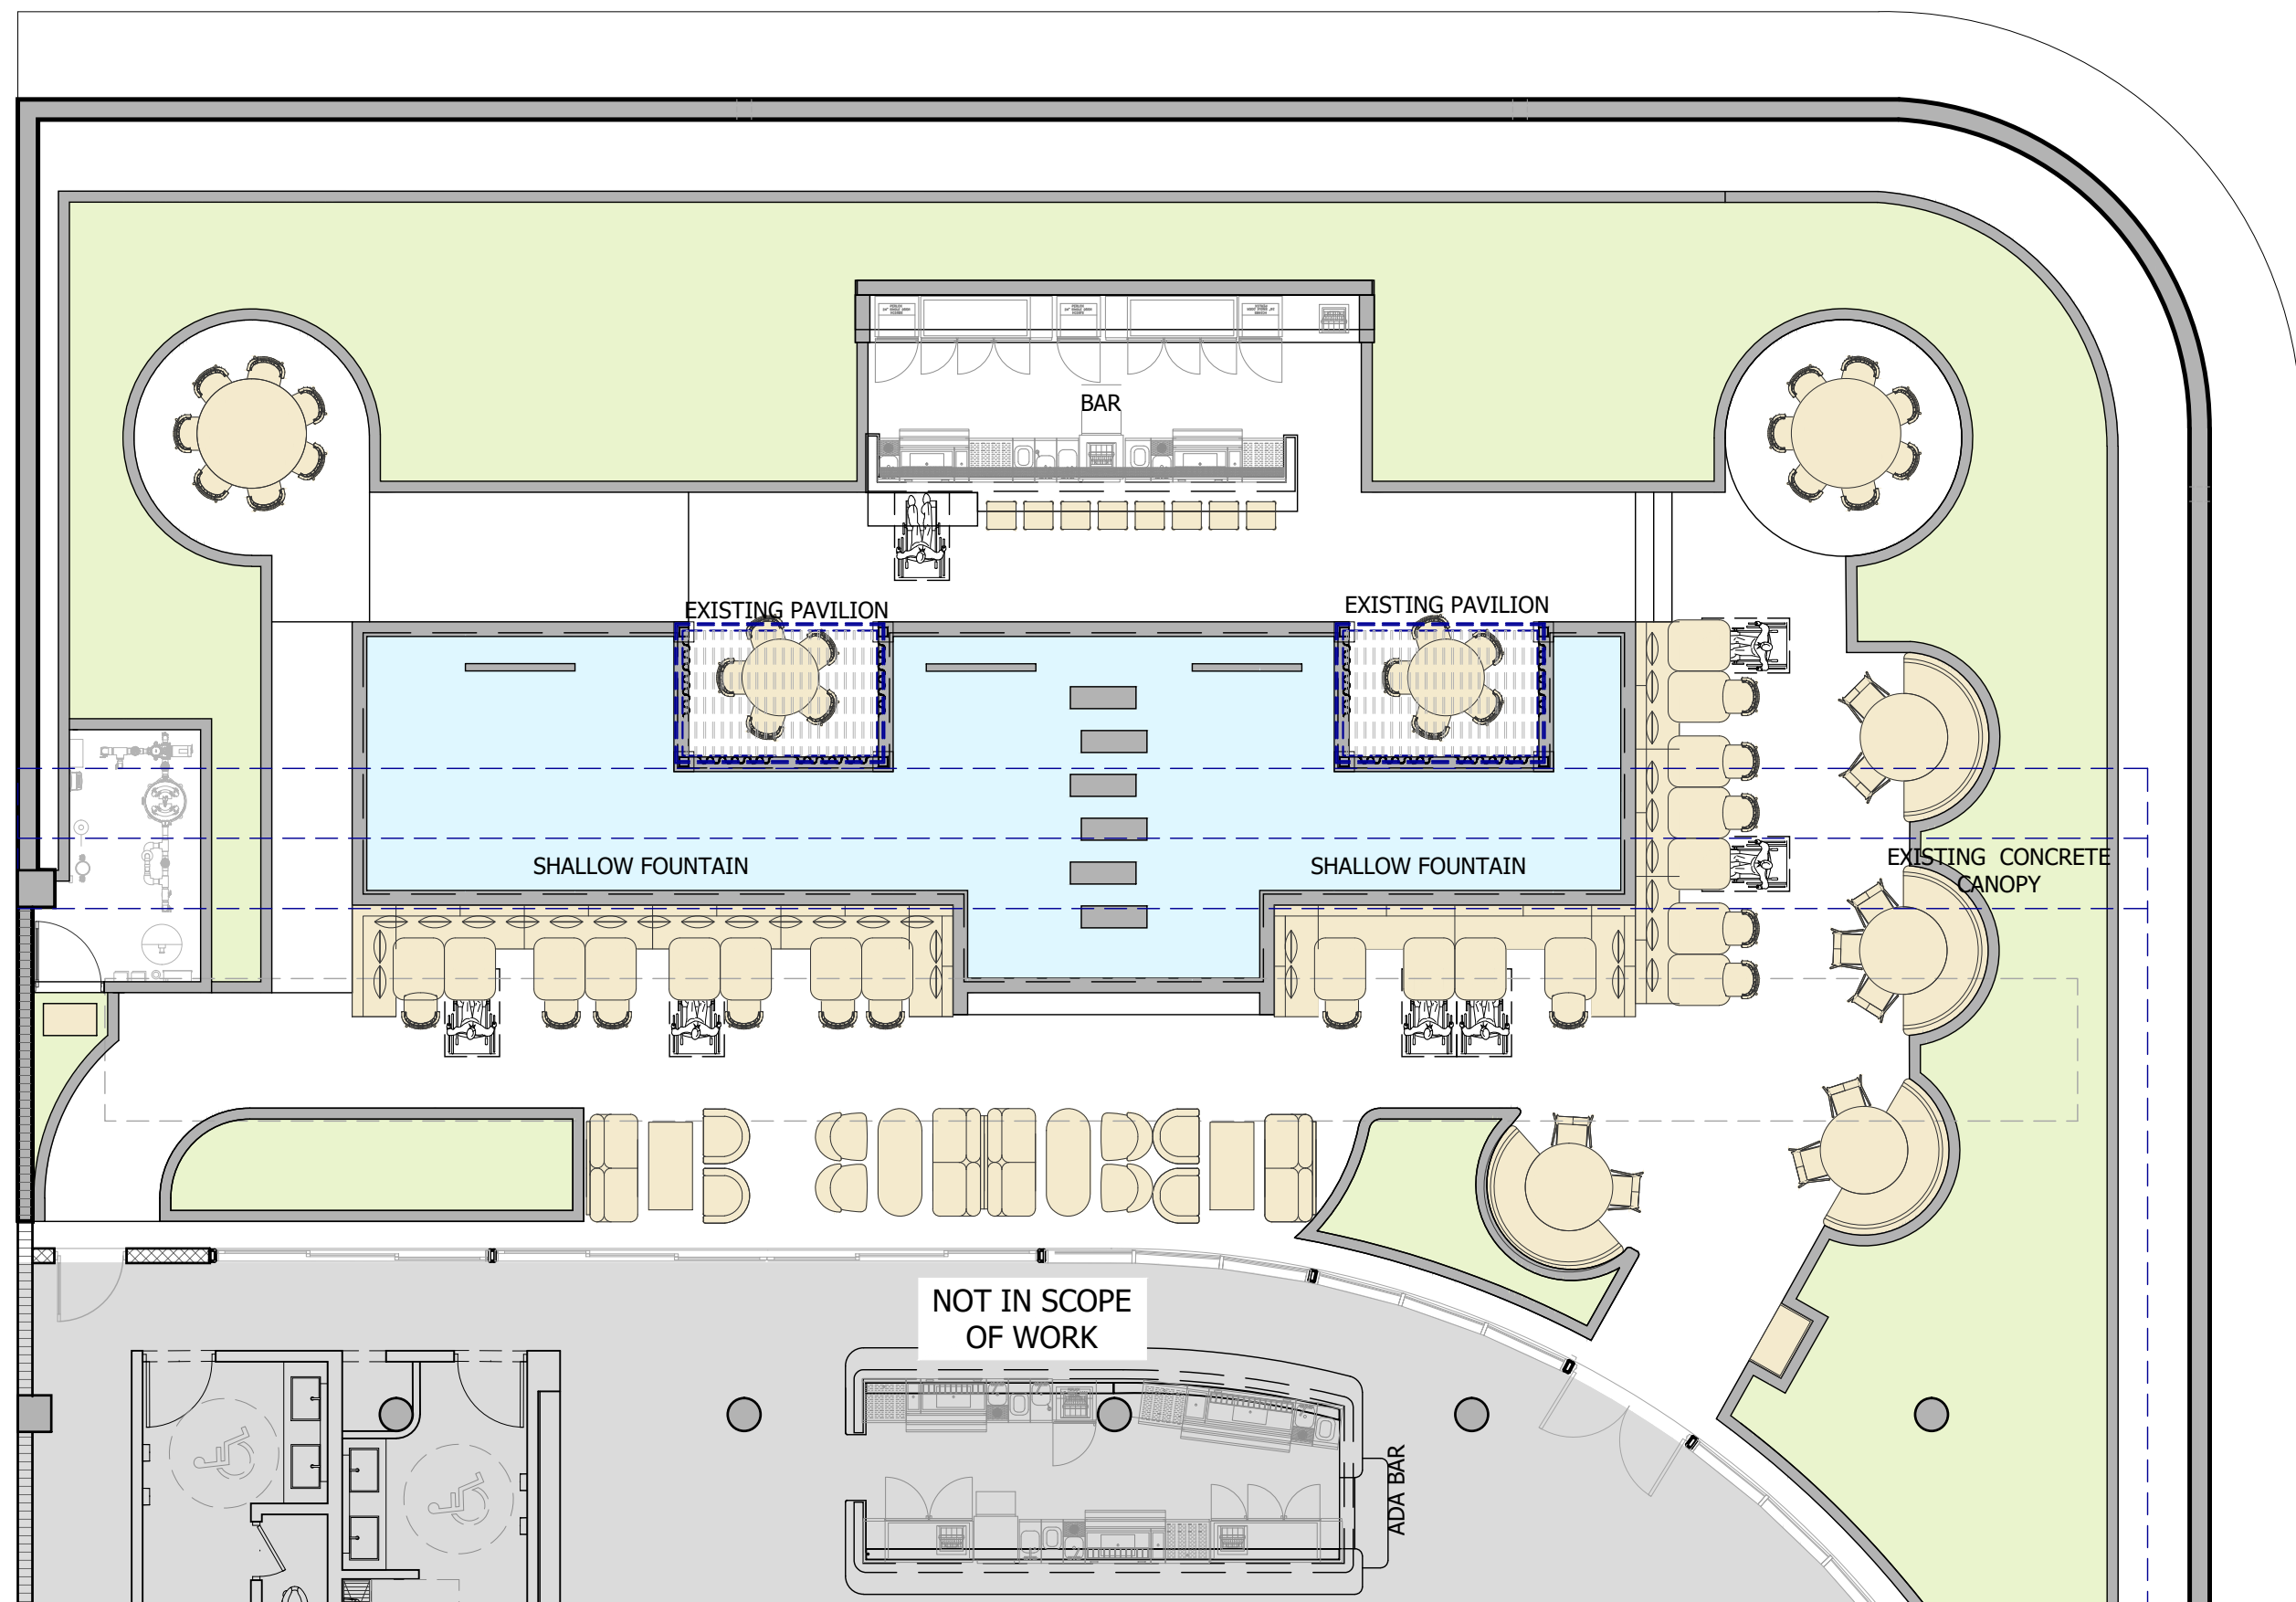 BAR
EXISTING PAVILION
EXISTING PAVILION
SHALLOW FOUNTAIN
SHALLOW FOUNTAIN
EXISTING CONCRETE
CANOPY
NOT IN SCOPE
OF WORK
ADA BAR